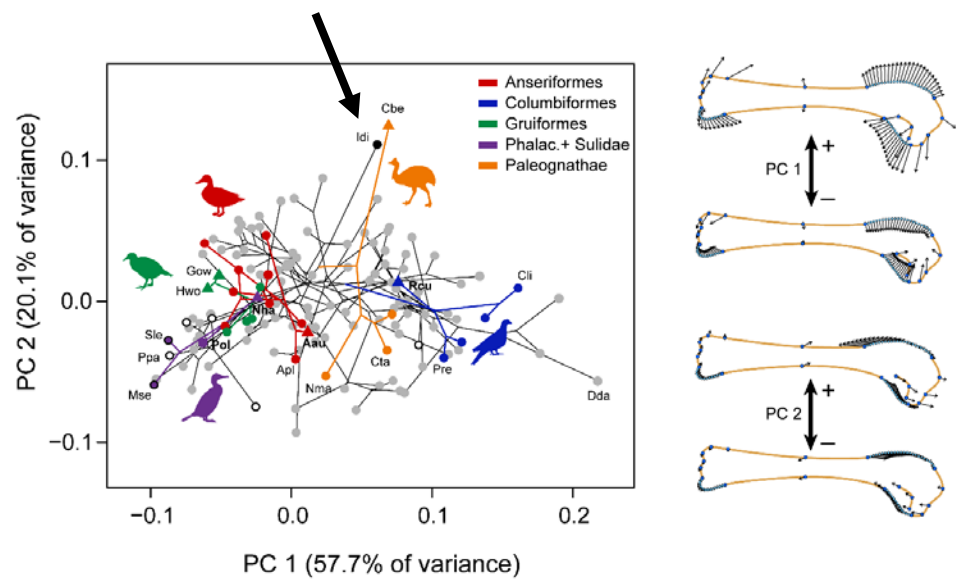 Anseriformes
Columbiformes
Gruiformes
Phalac.+ Sulidae
Paleognathae
Cbe
Idi
0.1
0.0
−0.1
PC 2 (20.1% of variance)
Gow
Hwo
Nha
Sle
Ppa
Pol
Mse
Aau
Apl
Nma
Cta
Rcu
Cli
Pre
Dda
−0.1
0.0
0.1
0.2
PC 1 (57.7% of variance)
+
PC 1
−
+
PC 2
−